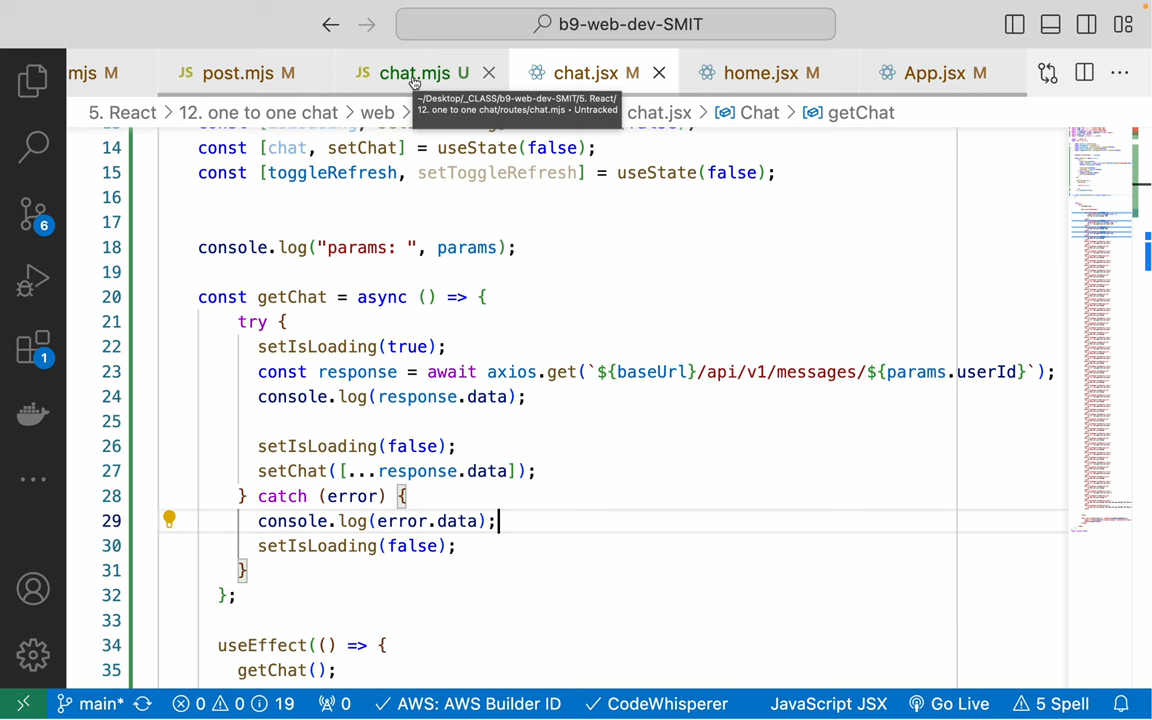 b9-web-dev-SMIT
mjs M
JS post.mjs M
JS chat.mjs U
chat.jsx M
home.jsx M
App.jsx M
~/Desktop/_CLASS/b9-web-dev-SMIT/5. React/
12. one to one chat/routes/chat.mjs • Untracked
5. React > 12. one to one chat > web > chat.jsx > Chat > getChat
14 const [chat, setChat] = useState(false);
15 const [toggleRefresh, setToggleRefresh] = useState(false);
16
17
18 console.log("params: ", params);
19
20 const getChat = async () => {
21 try {
22 setIsLoading(true);
23 const response = await axios.get(`${baseUrl}/api/v1/messages/${params.userId}`);
24 console.log(response.data);
25
26 setIsLoading(false);
27 setChat([...response.data]);
28 } catch (error) {
29 console.log(error.data);
30 setIsLoading(false);
31 }
32 };
33
34 useEffect(() => {
35 getChat();
6
1
main* 0 0 19 0 AWS: AWS Builder ID CodeWhisperer JavaScript JSX Go Live 5 Spell